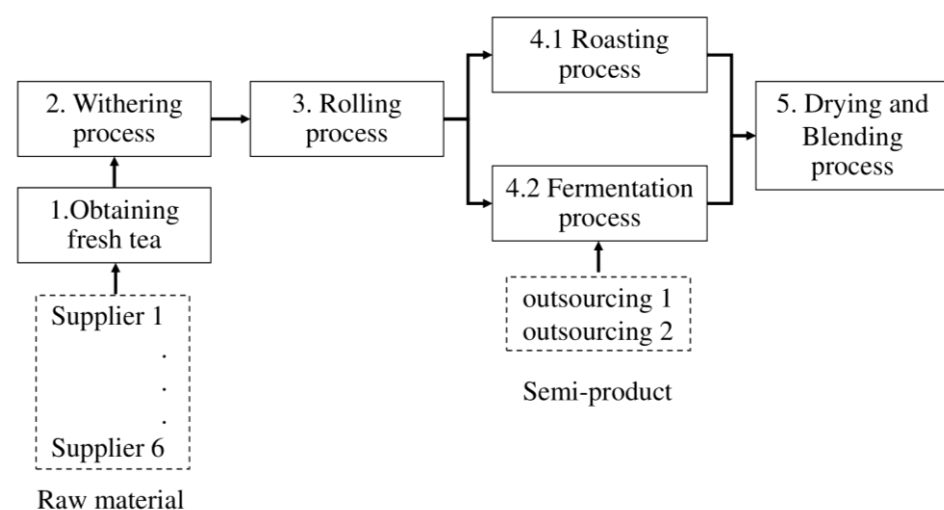 4.1 Roasting
process
2. Withering
process
3. Rolling
process
5. Drying and
Blending
process
1.Obtaining
fresh tea
4.2 Fermentation
process
Supplier 1
.
.
.
Supplier 6
outsourcing 1
outsourcing 2
Semi-product
Raw material